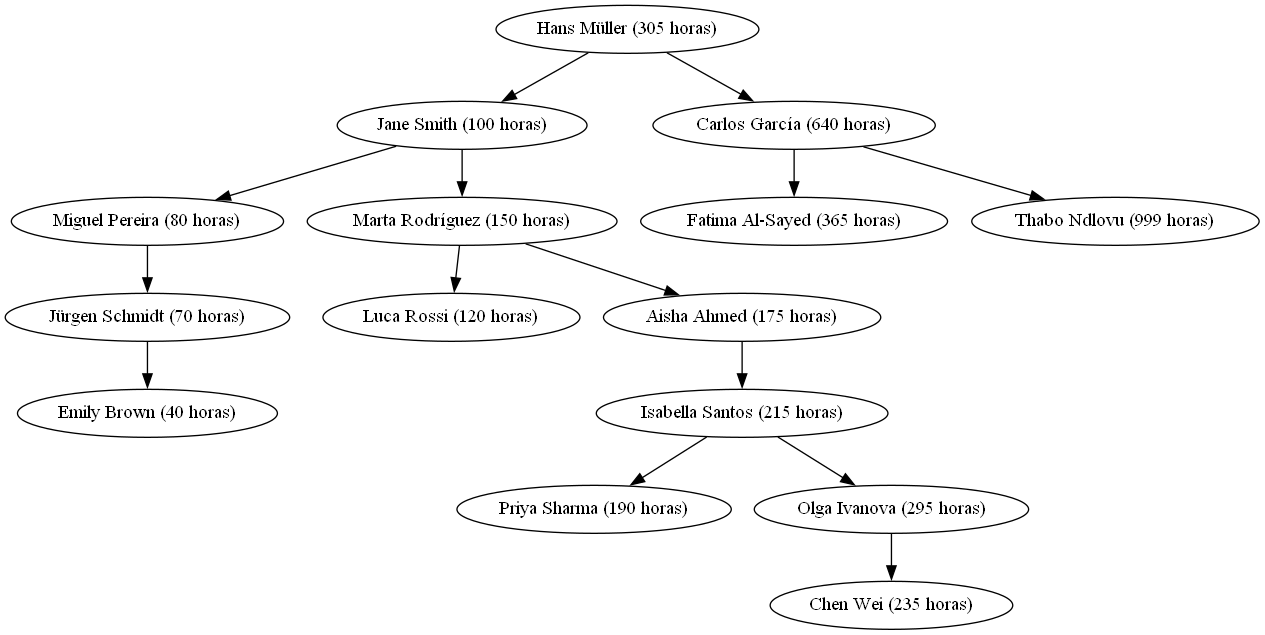 Hans Müller (305 horas)
Jane Smith (100 horas)
Carlos García (640 horas)
Miguel Pereira (80 horas)
Marta Rodríguez (150 horas)
Fatima Al-Sayed (365 horas)
Thabo Ndlovu (999 horas)
Jürgen Schmidt (70 horas)
Luca Rossi (120 horas)
Aisha Ahmed (175 horas)
Emily Brown (40 horas)
Isabella Santos (215 horas)
Priya Sharma (190 horas)
Olga Ivanova (295 horas)
Chen Wei (235 horas)